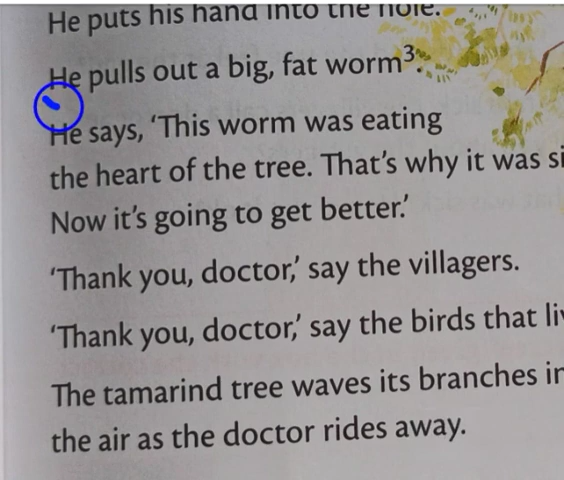 He puts his hand into the hole.
He pulls out a big, fat worm³.
He says, ‘This worm was eating
the heart of the tree. That’s why it was si
Now it’s going to get better.’
‘Thank you, doctor,’ say the villagers.
‘Thank you, doctor,’ say the birds that liv
The tamarind tree waves its branches in
the air as the doctor rides away.